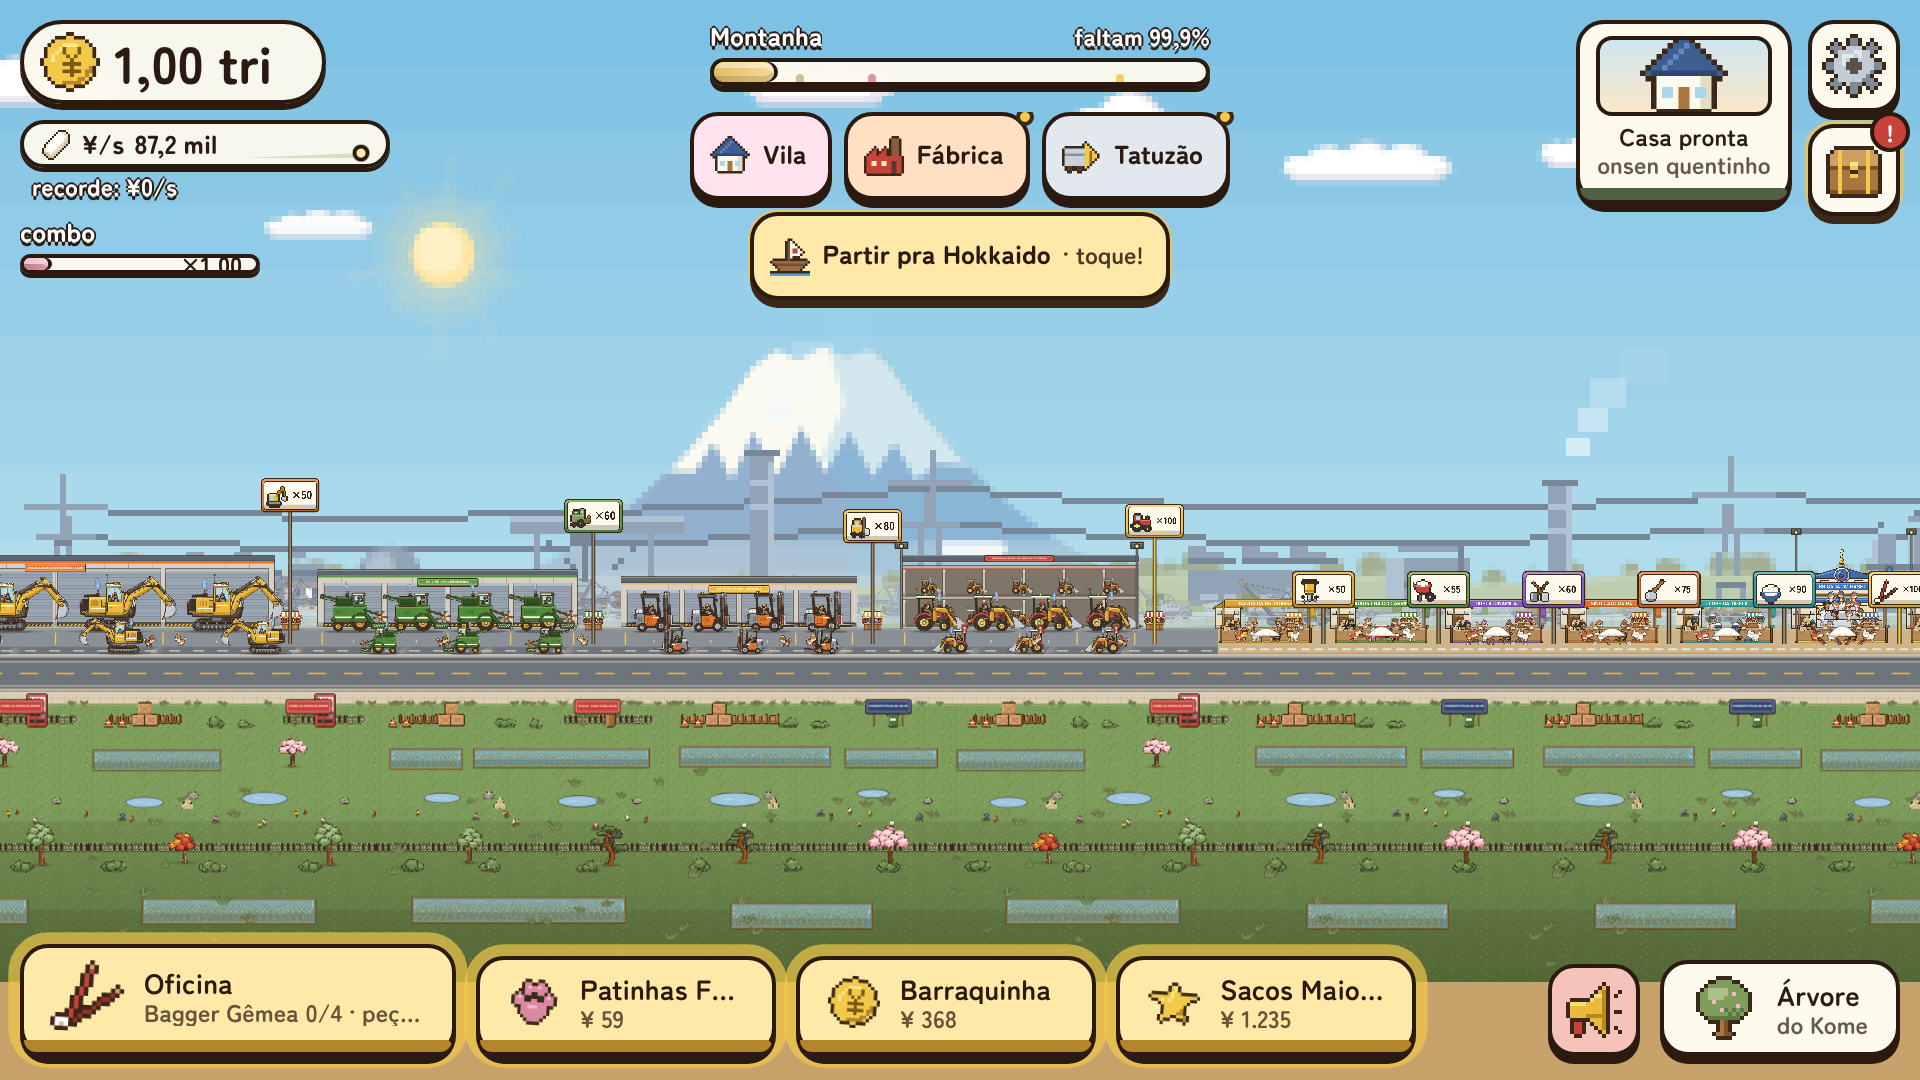 1,00 tri
¥/s 87,2 mil
recorde: ¥0/s
combo
×1,00
Montanha
faltam 99,9%
Vila
Fábrica
Tatuzão
Partir pra Hokkaido · toque!
Casa pronta
onsen quentinho
!
×50
×60
×80
×100
×50
×55
×60
×75
×90
×100
Oficina
Bagger Gêmea 0/4 · peç...
Patinhas F...
¥ 59
Barraquinha
¥ 368
Sacos Maio...
¥ 1.235
Árvore
do Kome